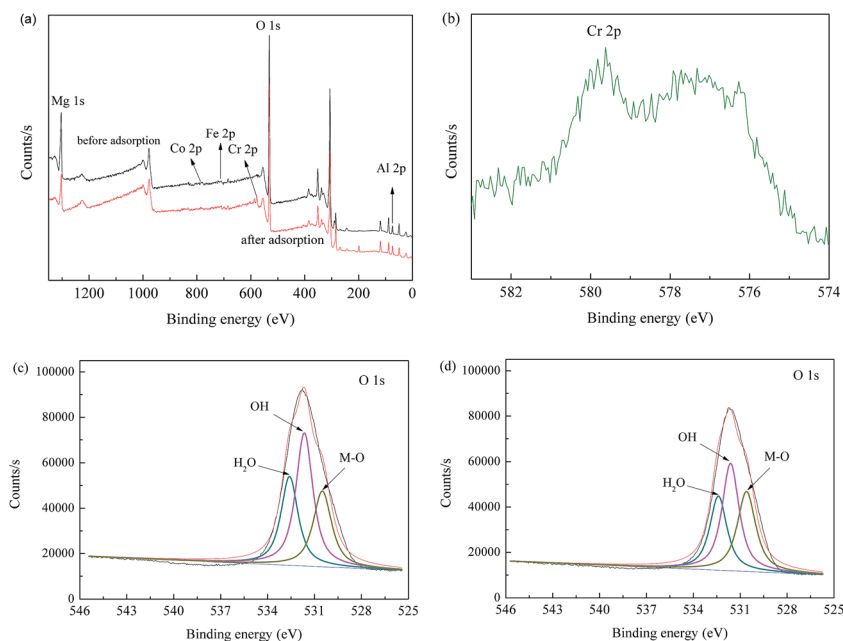 (a)
O 1s
Mg 1s
before adsorption
Co 2p
Fe 2p
Cr 2p
Al 2p
after adsorption
Counts/s
1200 1000 800 600 400 200 0
Binding energy (eV)
(b)
Cr 2p
Counts/s
582 580 578 576 574
Binding energy (eV)
(c)
O 1s
OH
H₂O
M-O
Counts/s
100000
80000
60000
40000
20000
0
546 543 540 537 534 531 528 525
Binding energy (eV)
(d)
O 1s
OH
H₂O
M-O
Counts/s
100000
80000
60000
40000
20000
0
546 543 540 537 534 531 528 525
Binding energy (eV)